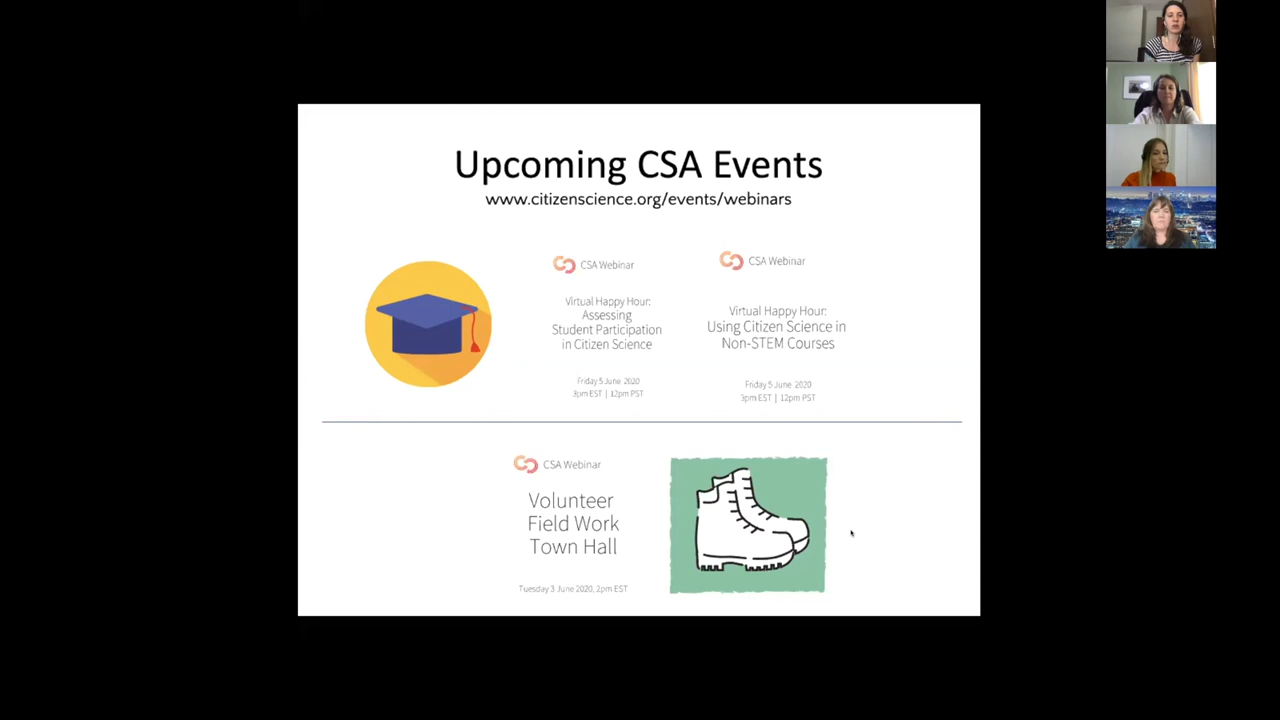 Upcoming CSA Events
www.citizenscience.org/events/webinars
CSA Webinar
Virtual Happy Hour:
Assessing
Student Participation
in Citizen Science
Friday 5 June 2020
3pm EST | 12pm PST
CSA Webinar
Virtual Happy Hour:
Using Citizen Science in
Non-STEM Courses
Friday 5 June 2020
3pm EST | 12pm PST
CSA Webinar
Volunteer
Field Work
Town Hall
Tuesday 3 June 2020, 2pm EST